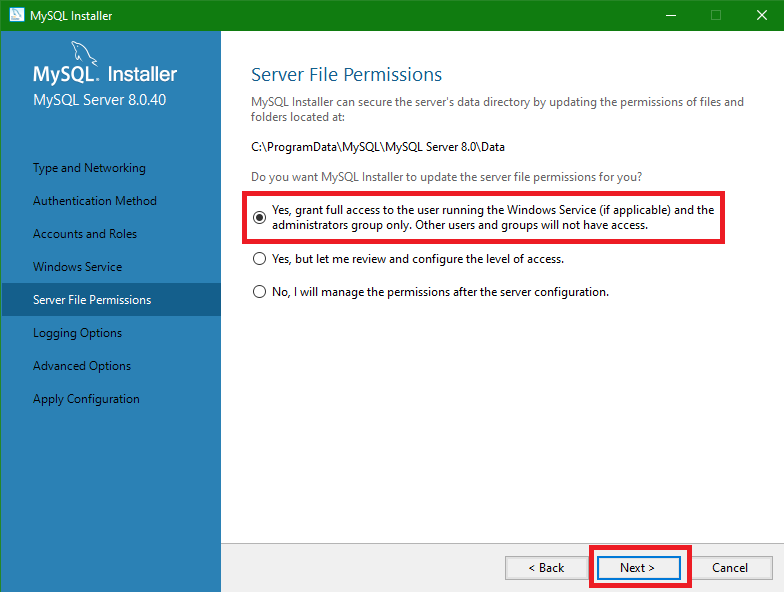 MySQL Installer
MySQL. Installer
MySQL Server 8.0.40
Type and Networking
Authentication Method
Accounts and Roles
Windows Service
Server File Permissions
Logging Options
Advanced Options
Apply Configuration
Server File Permissions
MySQL Installer can secure the server's data directory by updating the permissions of files and
folders located at:
C:\ProgramData\MySQL\MySQL Server 8.0\Data
Do you want MySQL Installer to update the server file permissions for you?
Yes, grant full access to the user running the Windows Service (if applicable) and the
administrators group only. Other users and groups will not have access.
Yes, but let me review and configure the level of access.
No, I will manage the permissions after the server configuration.
< Back
Next >
Cancel